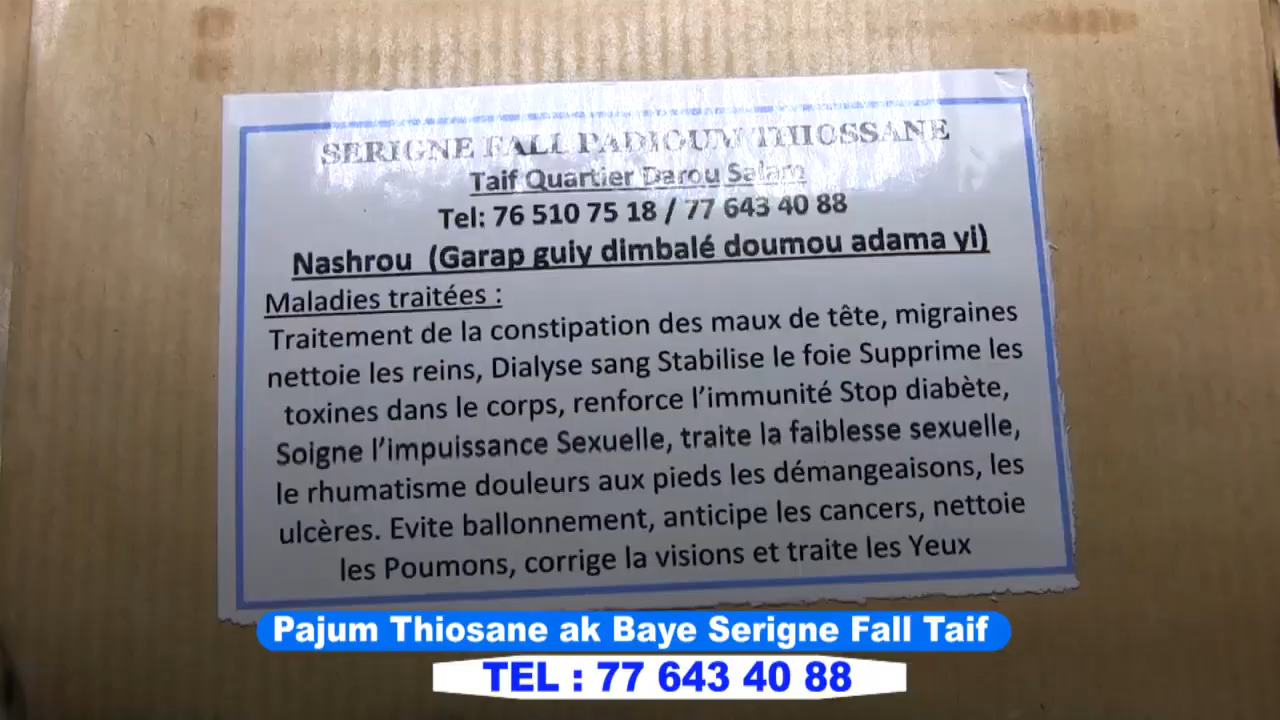 SERIGNE FALL PADIGUM THIOSSANE
Taif Quartier Darou Salam
Tel: 76 510 75 18 / 77 643 40 88
Nashrou (Garap guiy dimbalé doumou adama yi)
Maladies traitées :
Traitement de la constipation des maux de tête, migraines
nettoie les reins, Dialyse sang Stabilise le foie Supprime les
toxines dans le corps, renforce l'immunité Stop diabète,
Soigne l'impuissance Sexuelle, traite la faiblesse sexuelle,
le rhumatisme douleurs aux pieds les démangeaisons, les
ulcères. Evite ballonnement, anticipe les cancers, nettoie
les Poumons, corrige la visions et traite les Yeux
Pajum Thiosane ak Baye Serigne Fall Taif
TEL : 77 643 40 88